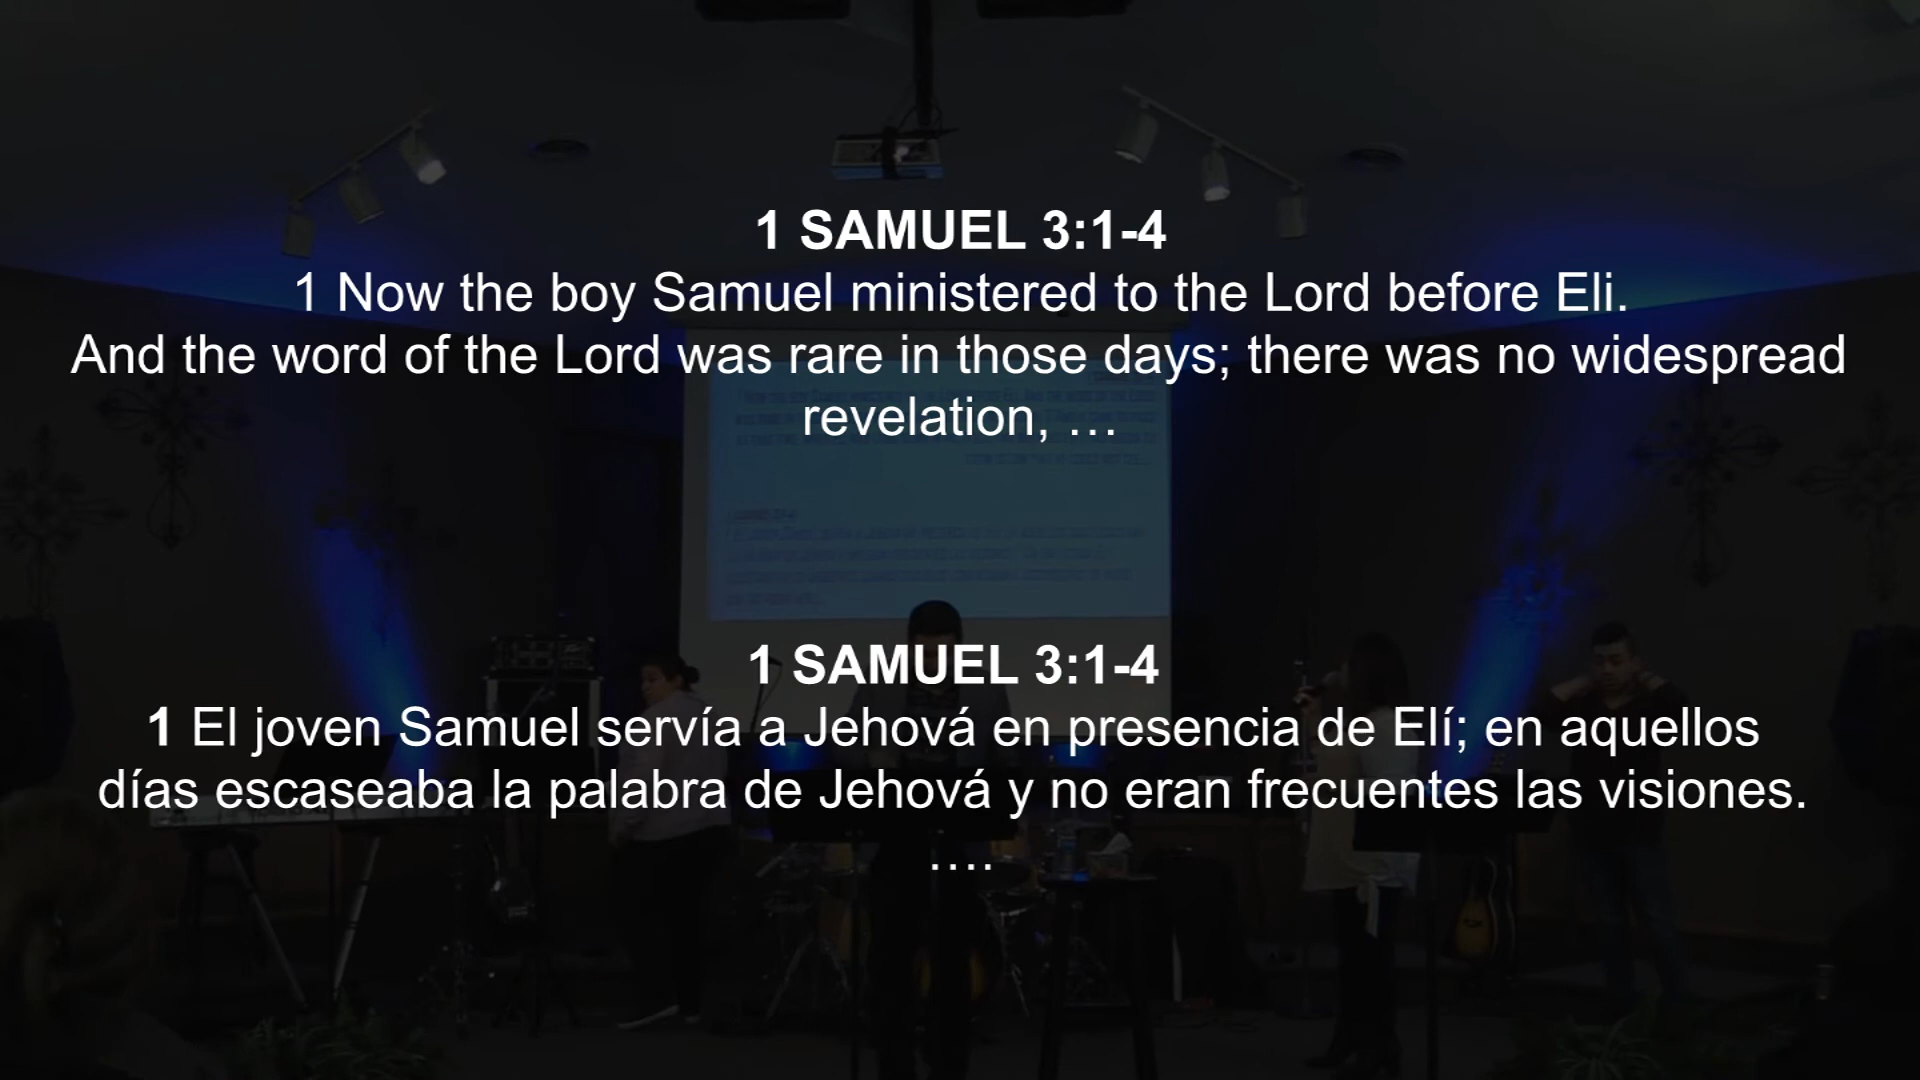 1 SAMUEL 3:1-4
1 Now the boy Samuel ministered to the Lord before Eli.
And the word of the Lord was rare in those days; there was no widespread
revelation, …
1 SAMUEL 3:1-4
1 El joven Samuel servía a Jehová en presencia de Elí; en aquellos
días escaseaba la palabra de Jehová y no eran frecuentes las visiones.
….